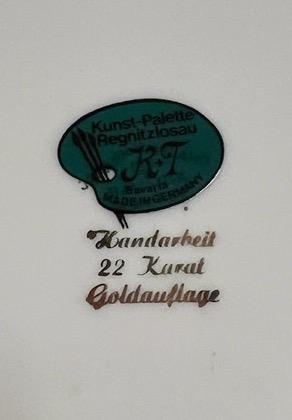 Kunst-Palette
Regnitzlosau
K+T
Bavaria
MADE IN GERMANY
Handarbeit
22 Karat
Goldauflage